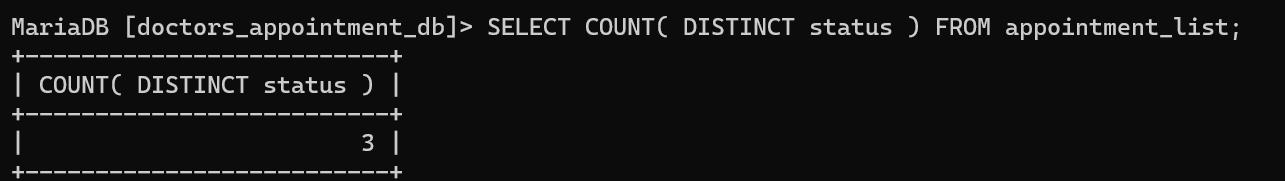 MariaDB [doctors_appointment_db]> SELECT COUNT( DISTINCT status ) FROM appointment_list;
+--------------------------+
| COUNT( DISTINCT status ) |
+--------------------------+
|                        3 |
+--------------------------+